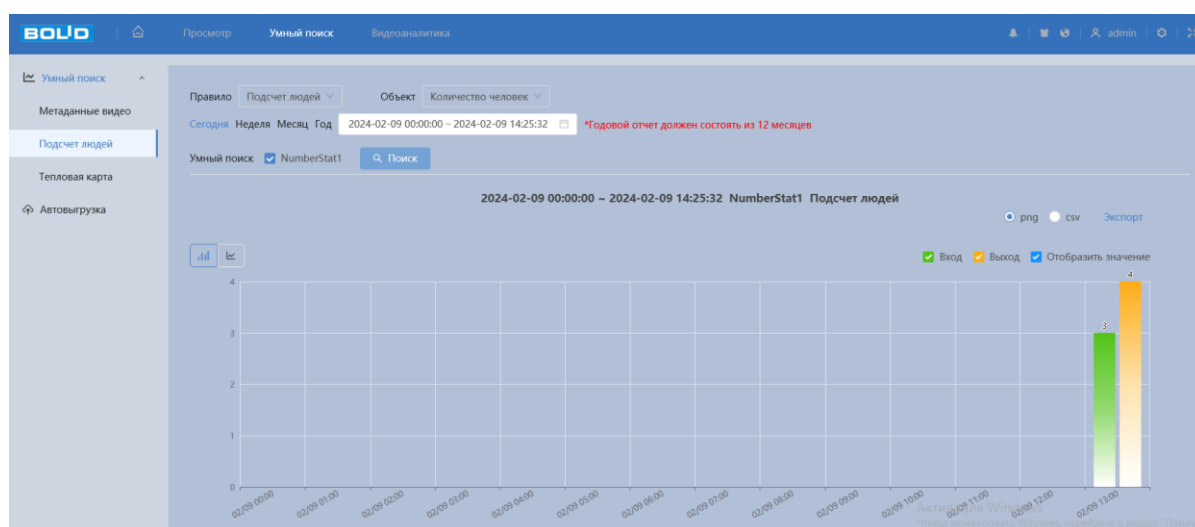 BOLID Просмотр Умный поиск Видеоаналитика admin
Умный поиск
Метаданные видео
Подсчет людей
Тепловая карта
Автовыгрузка
Правило Подсчет людей Объект Количество человек
Сегодня Неделя Месяц Год 2024-02-09 00:00:00 ~ 2024-02-09 14:25:32 *Годовой отчет должен состоять из 12 месяцев
Умный поиск NumberStat1 Поиск
2024-02-09 00:00:00 ~ 2024-02-09 14:25:32 NumberStat1 Подсчет людей
png csv Экспорт
Вход Выход Отобразить значение
4
4
3
3
2
1
0
02/09 00:00 02/09 01:00 02/09 02:00 02/09 03:00 02/09 04:00 02/09 05:00 02/09 06:00 02/09 07:00 02/09 08:00 02/09 09:00 02/09 10:00 02/09 11:00 02/09 12:00 02/09 13:00
Активация Windows